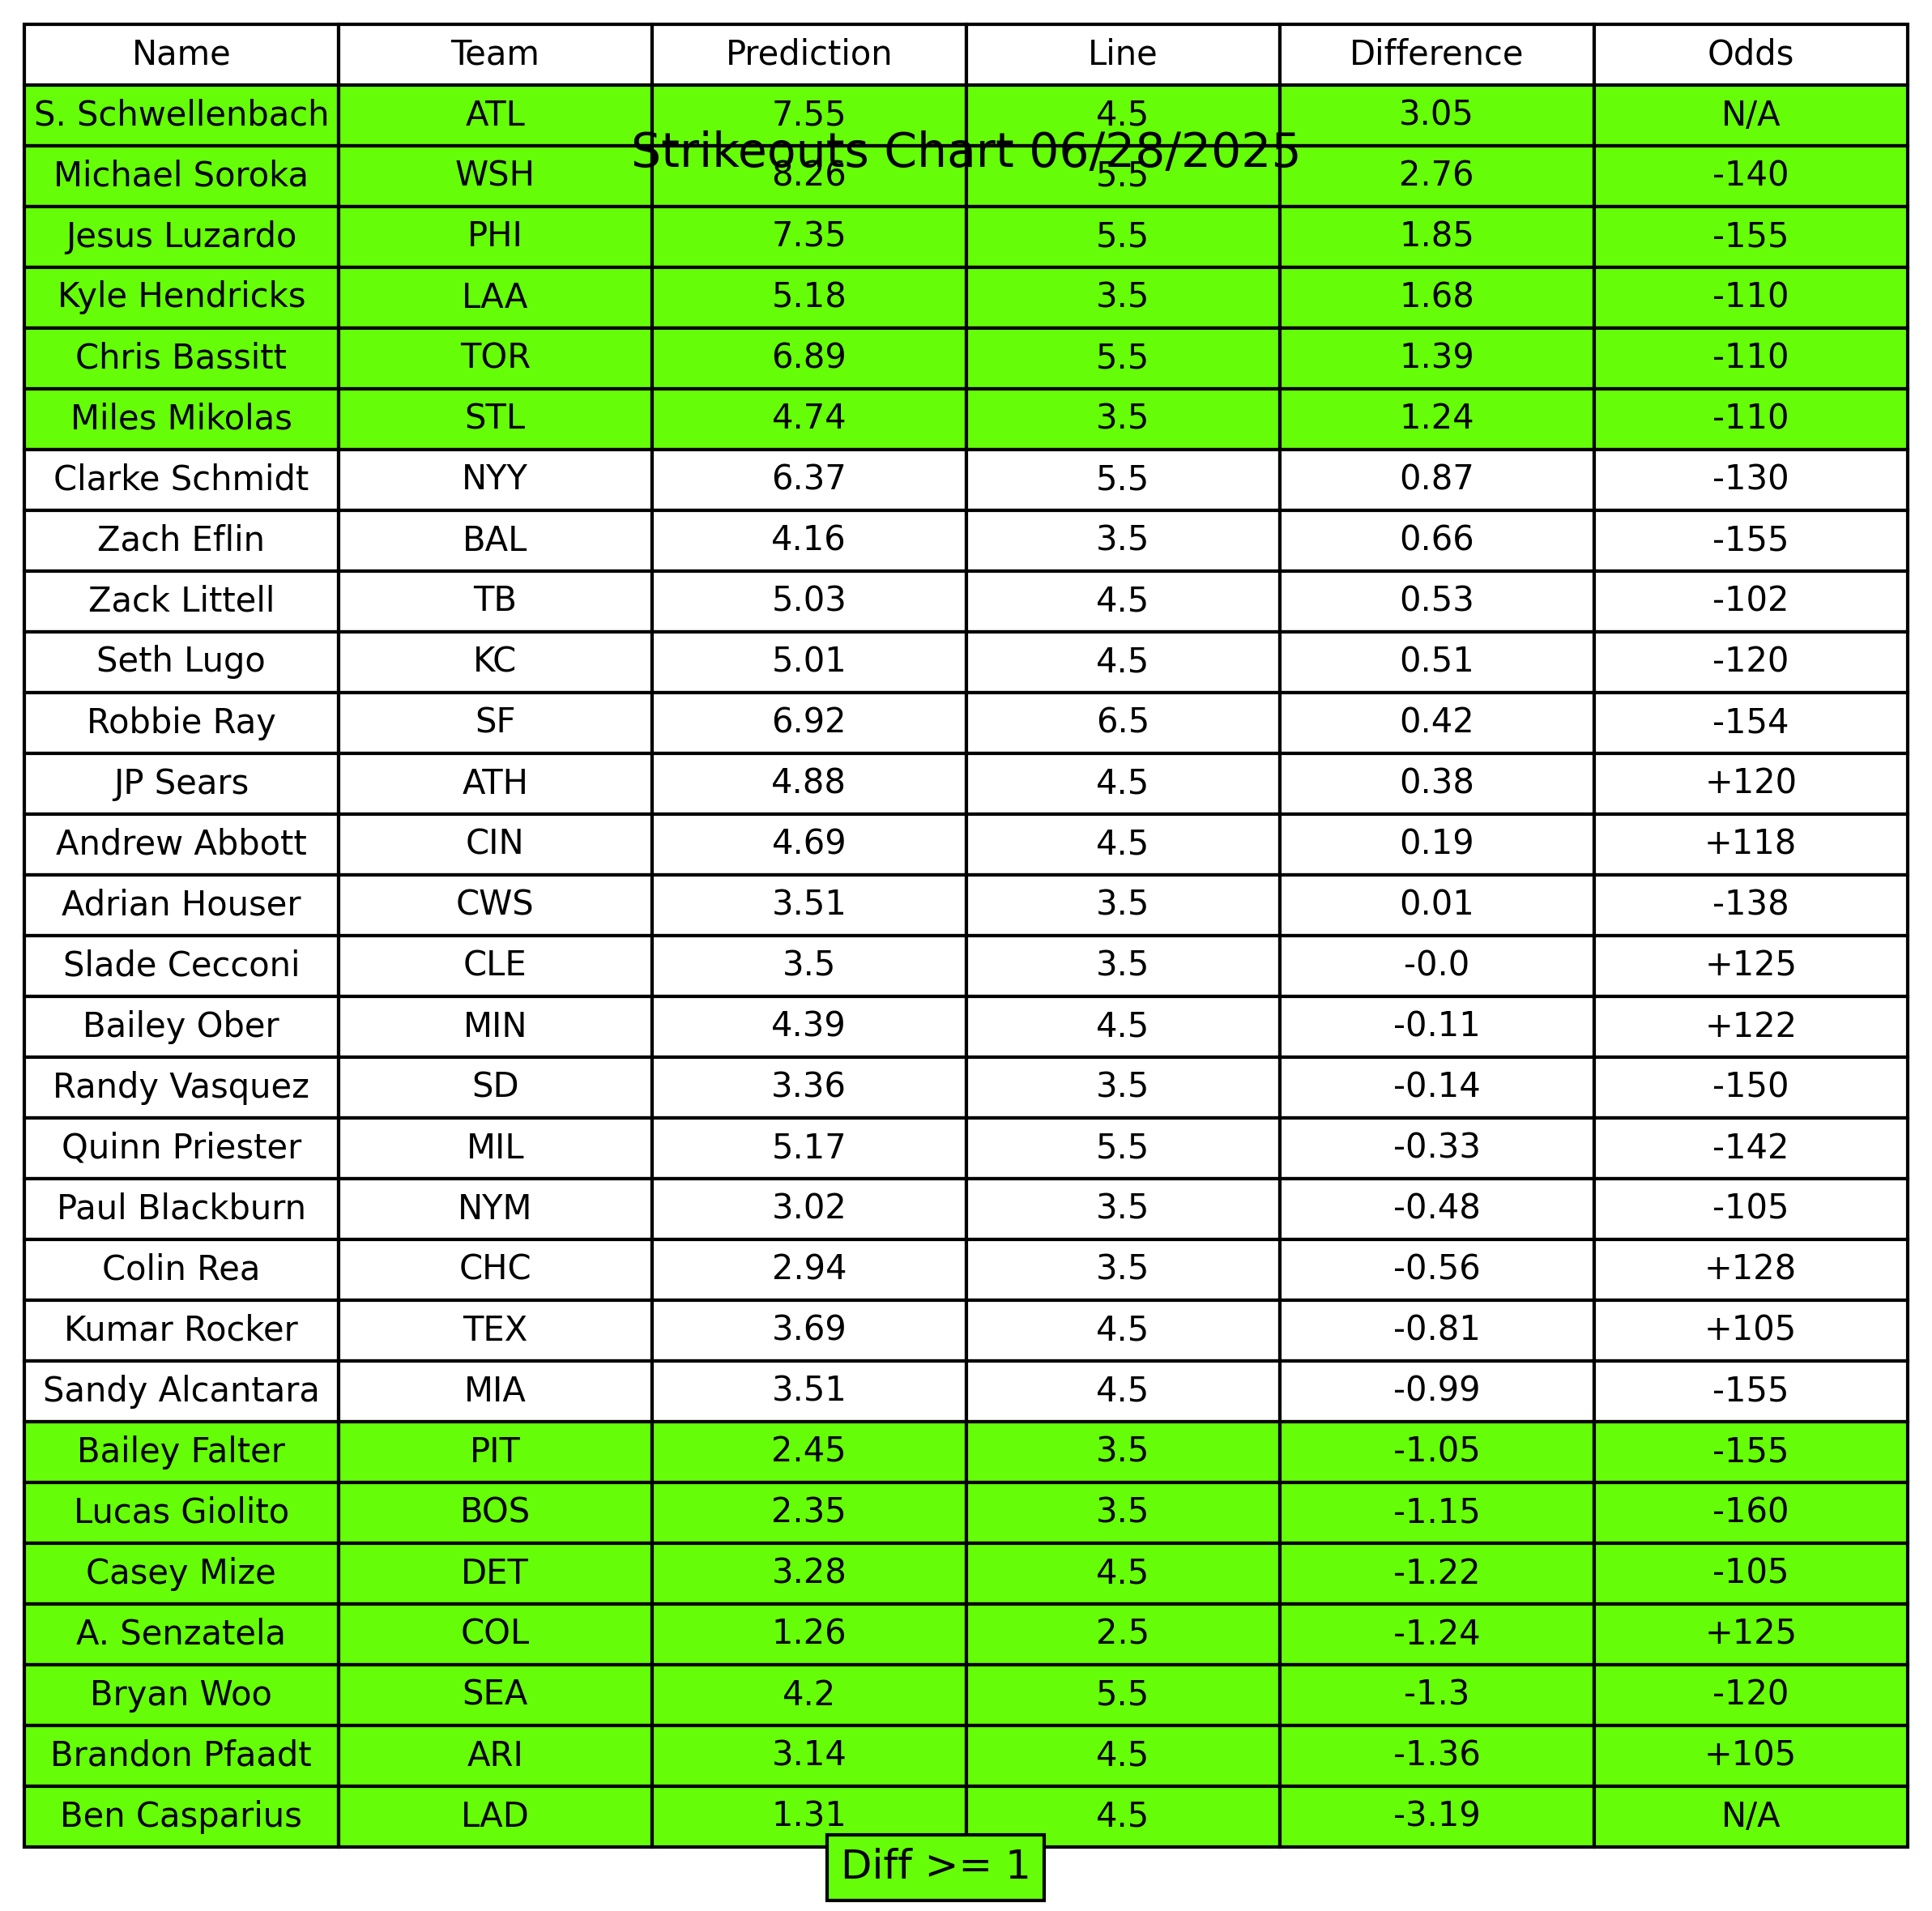 Name Team Prediction Line Difference Odds
S. Schwellenbach ATL 7.55 4.5 3.05 N/A
Strikeouts Chart 06/28/2025
Michael Soroka WSH 8.26 5.5 2.76 -140
Jesus Luzardo PHI 7.35 5.5 1.85 -155
Kyle Hendricks LAA 5.18 3.5 1.68 -110
Chris Bassitt TOR 6.89 5.5 1.39 -110
Miles Mikolas STL 4.74 3.5 1.24 -110
Clarke Schmidt NYY 6.37 5.5 0.87 -130
Zach Eflin BAL 4.16 3.5 0.66 -155
Zack Littell TB 5.03 4.5 0.53 -102
Seth Lugo KC 5.01 4.5 0.51 -120
Robbie Ray SF 6.92 6.5 0.42 -154
JP Sears ATH 4.88 4.5 0.38 +120
Andrew Abbott CIN 4.69 4.5 0.19 +118
Adrian Houser CWS 3.51 3.5 0.01 -138
Slade Cecconi CLE 3.5 3.5 -0.0 +125
Bailey Ober MIN 4.39 4.5 -0.11 +122
Randy Vasquez SD 3.36 3.5 -0.14 -150
Quinn Priester MIL 5.17 5.5 -0.33 -142
Paul Blackburn NYM 3.02 3.5 -0.48 -105
Colin Rea CHC 2.94 3.5 -0.56 +128
Kumar Rocker TEX 3.69 4.5 -0.81 +105
Sandy Alcantara MIA 3.51 4.5 -0.99 -155
Bailey Falter PIT 2.45 3.5 -1.05 -155
Lucas Giolito BOS 2.35 3.5 -1.15 -160
Casey Mize DET 3.28 4.5 -1.22 -105
A. Senzatela COL 1.26 2.5 -1.24 +125
Bryan Woo SEA 4.2 5.5 -1.3 -120
Brandon Pfaadt ARI 3.14 4.5 -1.36 +105
Ben Casparius LAD 1.31 4.5 -3.19 N/A
Diff >= 1